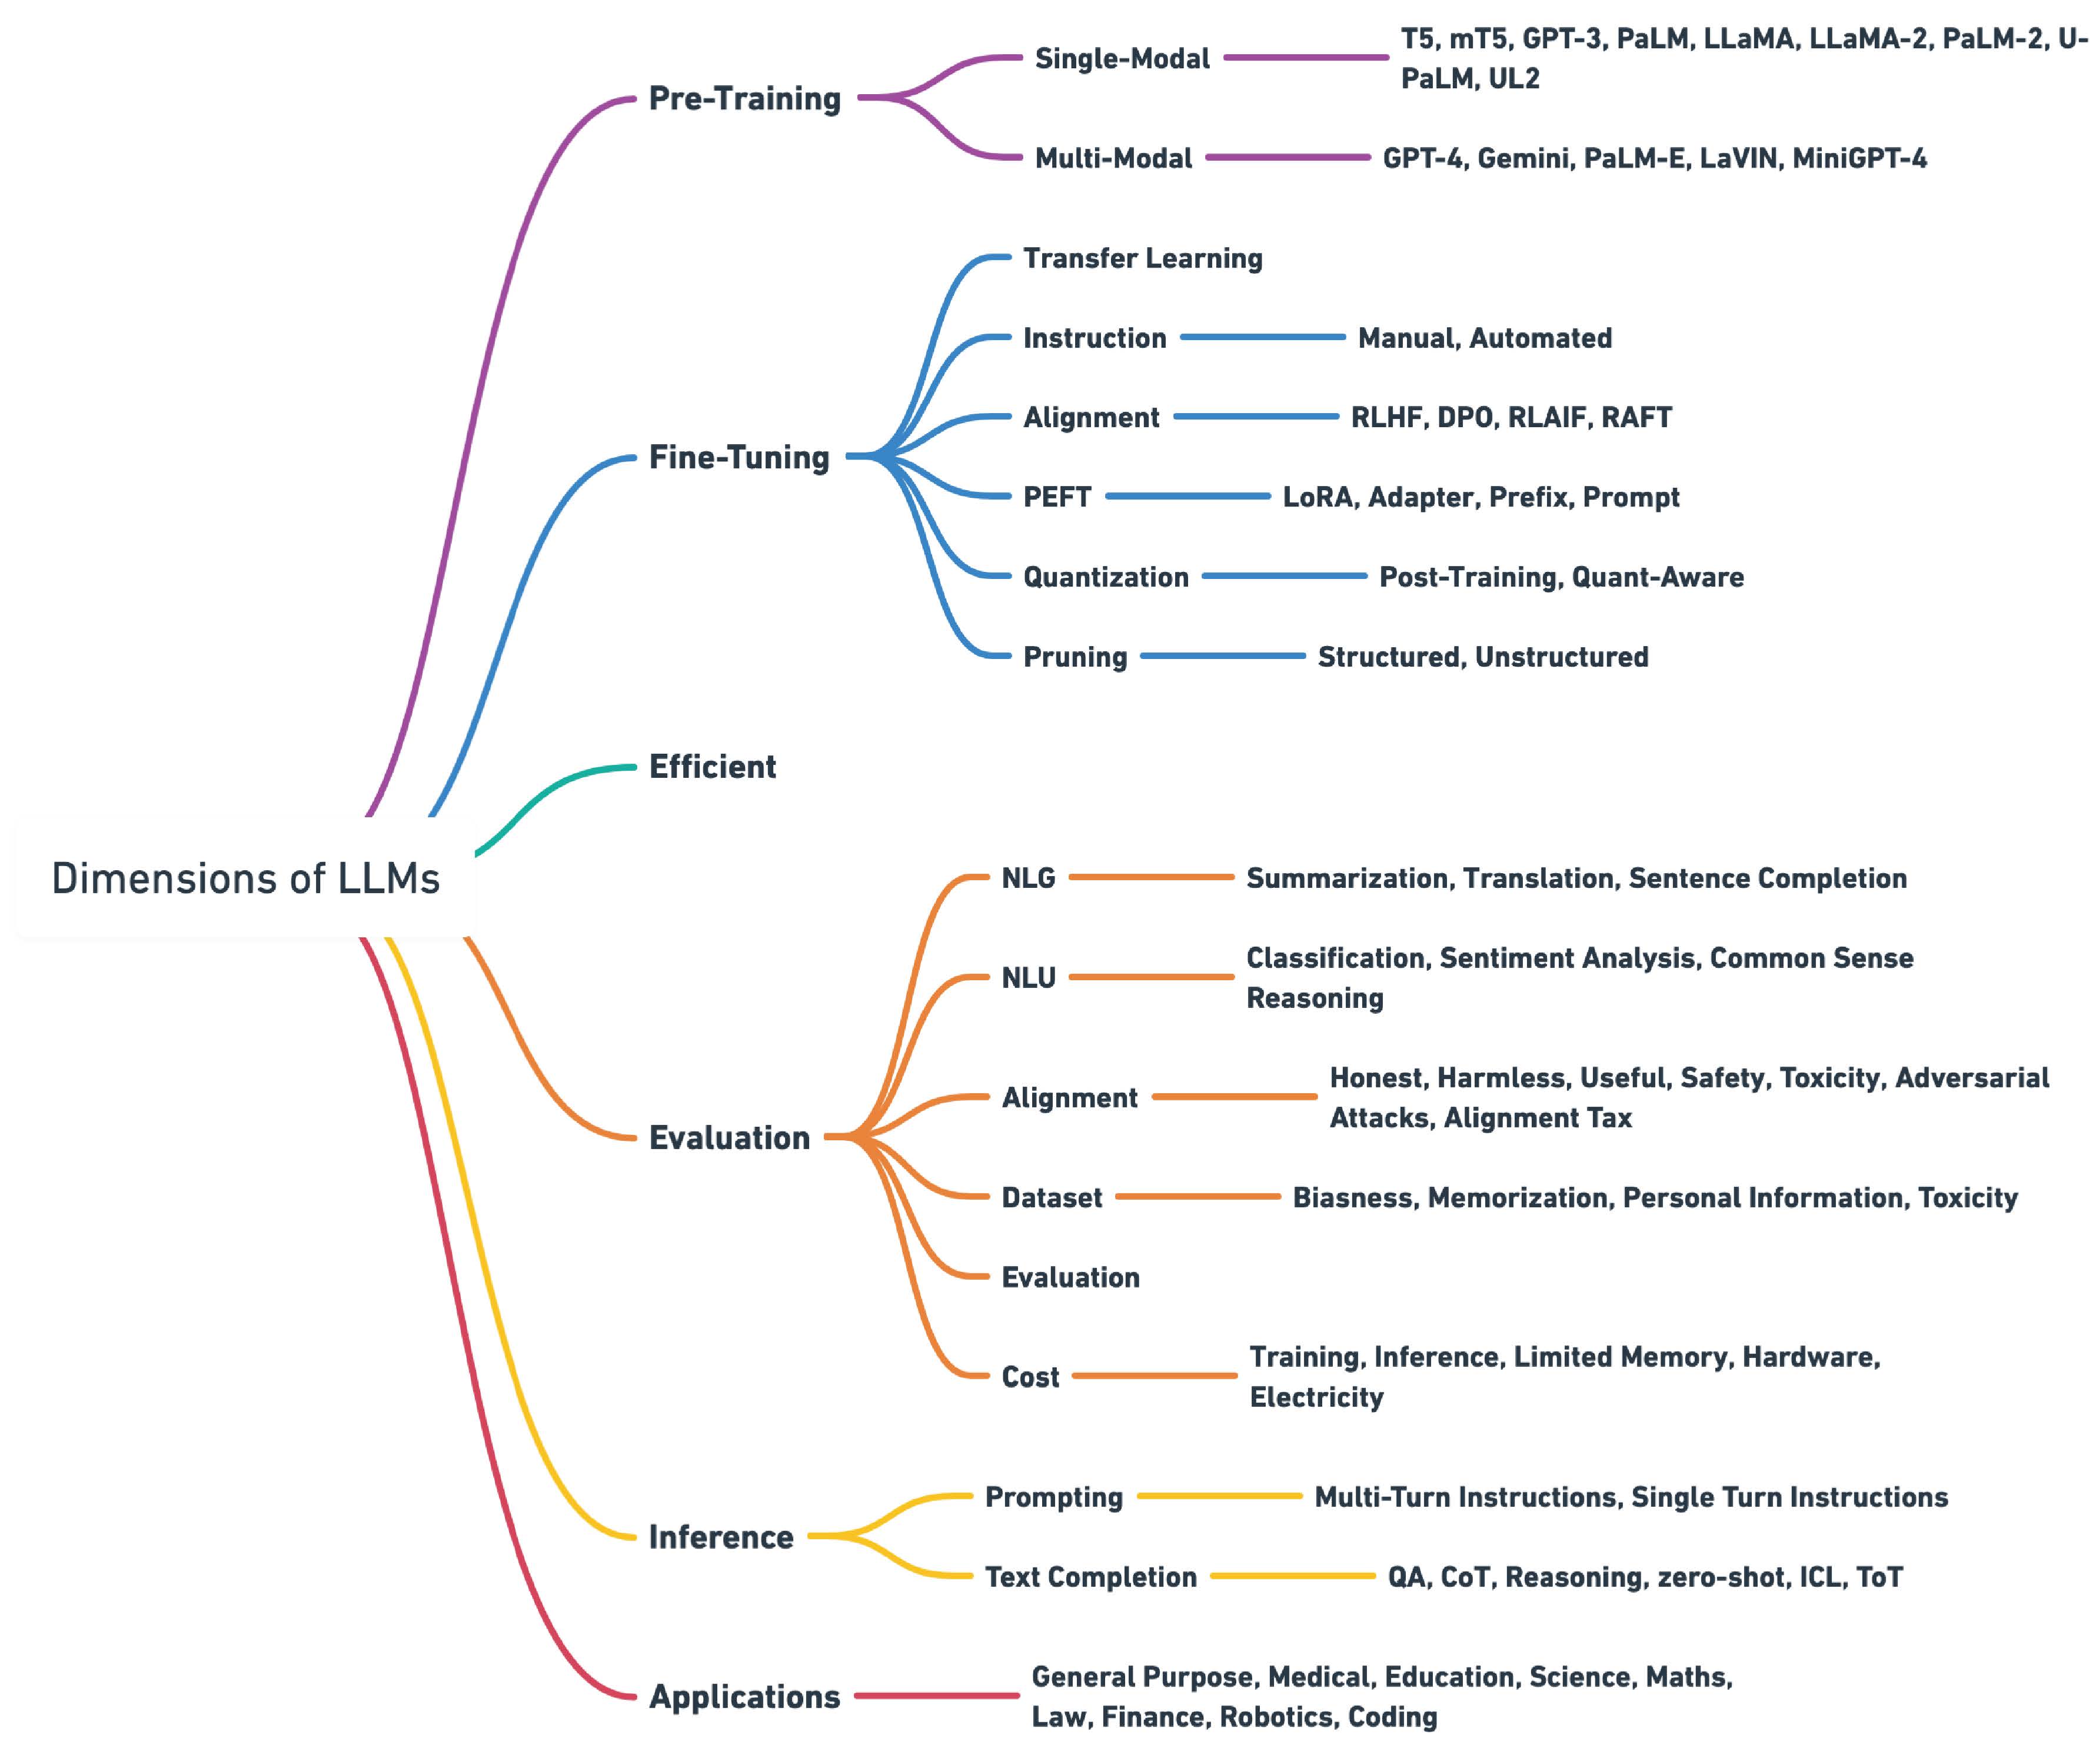 Single-Modal
T5, mT5, GPT-3, PaLM, LLaMA, LLaMA-2, PaLM-2, U-
PaLM, UL2
Pre-Training
Multi-Modal
GPT-4, Gemini, PaLM-E, LaVIN, MiniGPT-4
Transfer Learning
Instruction
Manual, Automated
Alignment
RLHF, DPO, RLAIF, RAFT
Fine-Tuning
PEFT
LoRA, Adapter, Prefix, Prompt
Quantization
Post-Training, Quant-Aware
Pruning
Structured, Unstructured
Efficient
Dimensions of LLMs
NLG
Summarization, Translation, Sentence Completion
NLU
Classification, Sentiment Analysis, Common Sense
Reasoning
Alignment
Honest, Harmless, Useful, Safety, Toxicity, Adversarial
Attacks, Alignment Tax
Evaluation
Dataset
Biasness, Memorization, Personal Information, Toxicity
Evaluation
Cost
Training, Inference, Limited Memory, Hardware,
Electricity
Prompting
Multi-Turn Instructions, Single Turn Instructions
Inference
Text Completion
QA, CoT, Reasoning, zero-shot, ICL, ToT
Applications
General Purpose, Medical, Education, Science, Maths,
Law, Finance, Robotics, Coding